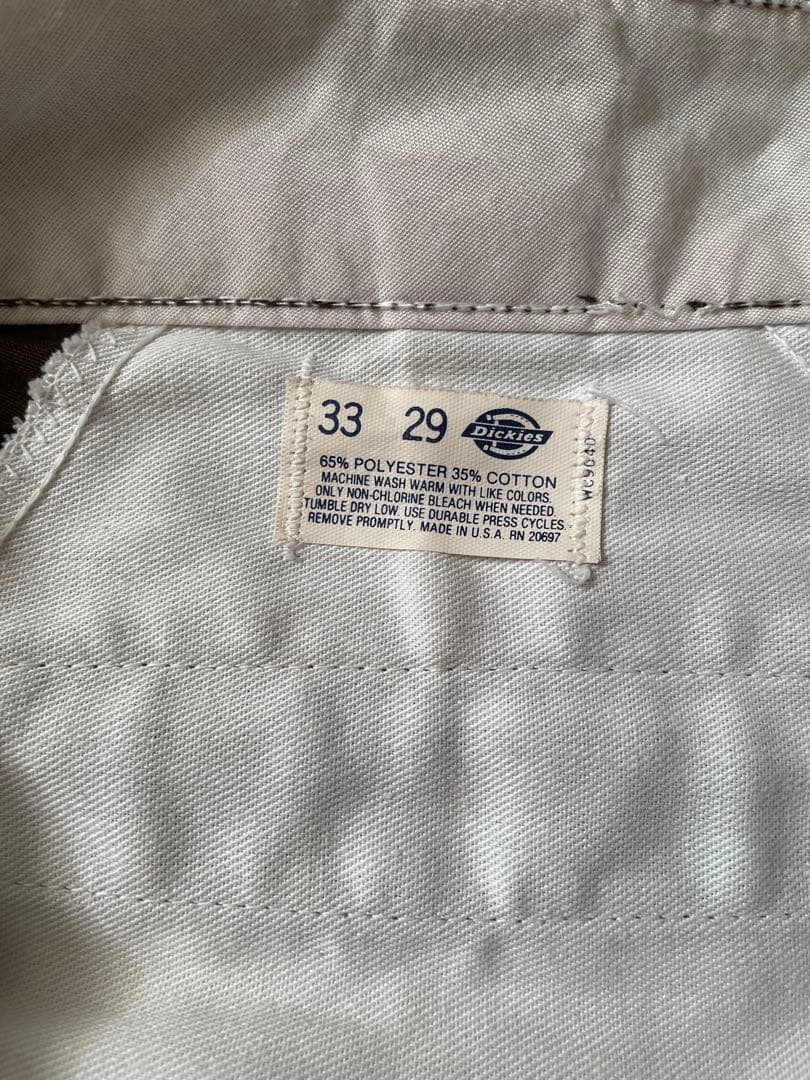 33 29 Dickies
65% POLYESTER 35% COTTON
MACHINE WASH WARM WITH LIKE COLORS.
ONLY NON-CHLORINE BLEACH WHEN NEEDED.
TUMBLE DRY LOW. USE DURABLE PRESS CYCLES.
REMOVE PROMPTLY. MADE IN U.S.A. RN 20697
WC9040